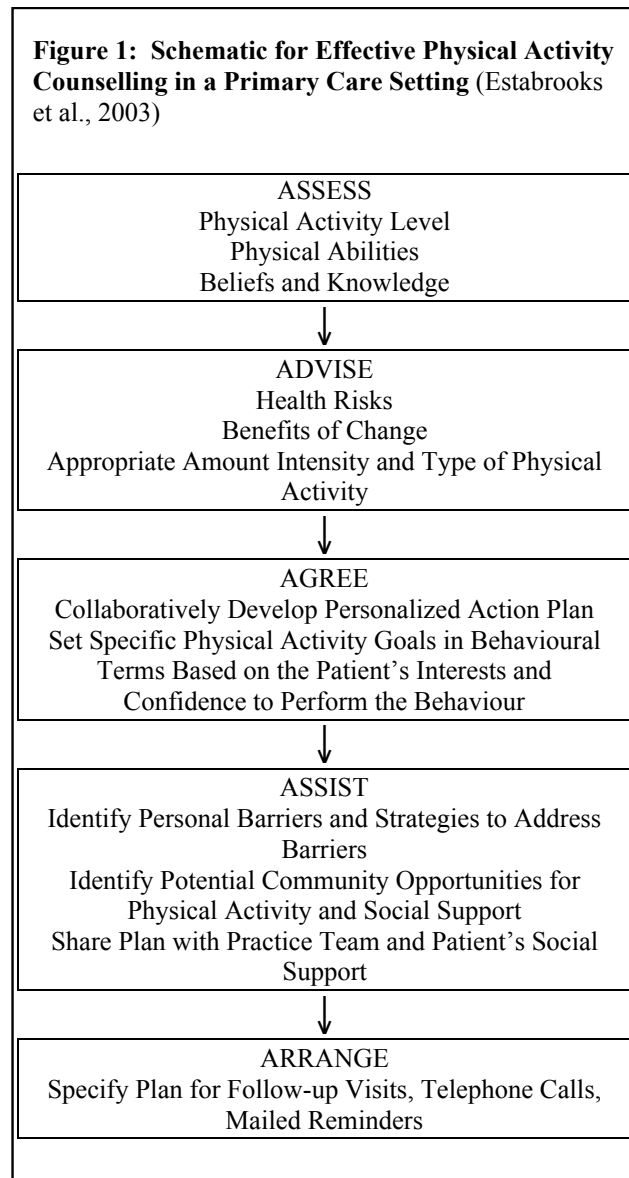 Figure 1:  Schematic for Effective Physical Activity
Counselling in a Primary Care Setting (Estabrooks
et al., 2003)
ASSESS
Physical Activity Level
Physical Abilities
Beliefs and Knowledge
ADVISE
Health Risks
Benefits of Change
Appropriate Amount Intensity and Type of Physical
Activity
AGREE
Collaboratively Develop Personalized Action Plan
Set Specific Physical Activity Goals in Behavioural
Terms Based on the Patient's Interests and
Confidence to Perform the Behaviour
ASSIST
Identify Personal Barriers and Strategies to Address
Barriers
Identify Potential Community Opportunities for
Physical Activity and Social Support
Share Plan with Practice Team and Patient's Social
Support
ARRANGE
Specify Plan for Follow-up Visits, Telephone Calls,
Mailed Reminders